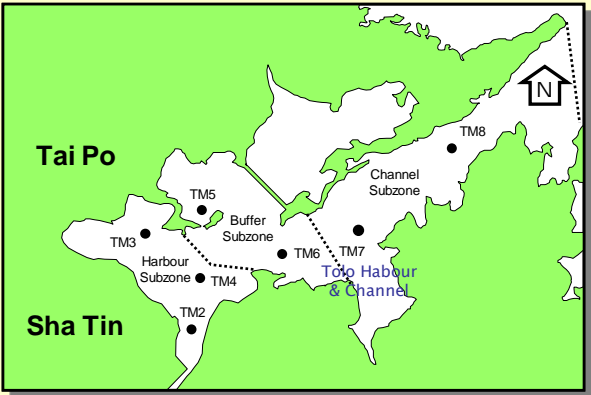 N
TM8
Tai Po
Channel
Subzone
TM5
Buffer
Subzone
TM3
TM6
TM7
Harbour
Subzone
Tolo Habour
& Channel
TM4
TM2
Sha Tin